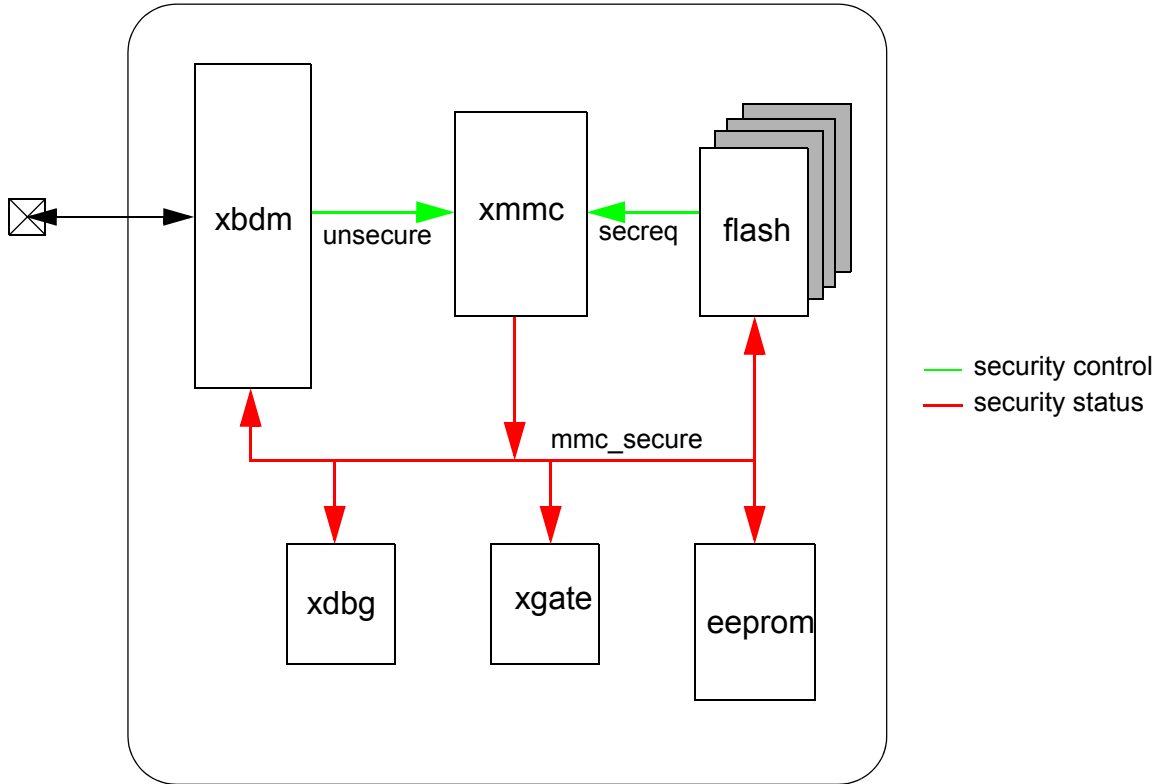 xbdm
unsecure
xmmc
secreq
flash
security control
security status
mmc_secure
xdbg
xgate
eeprom